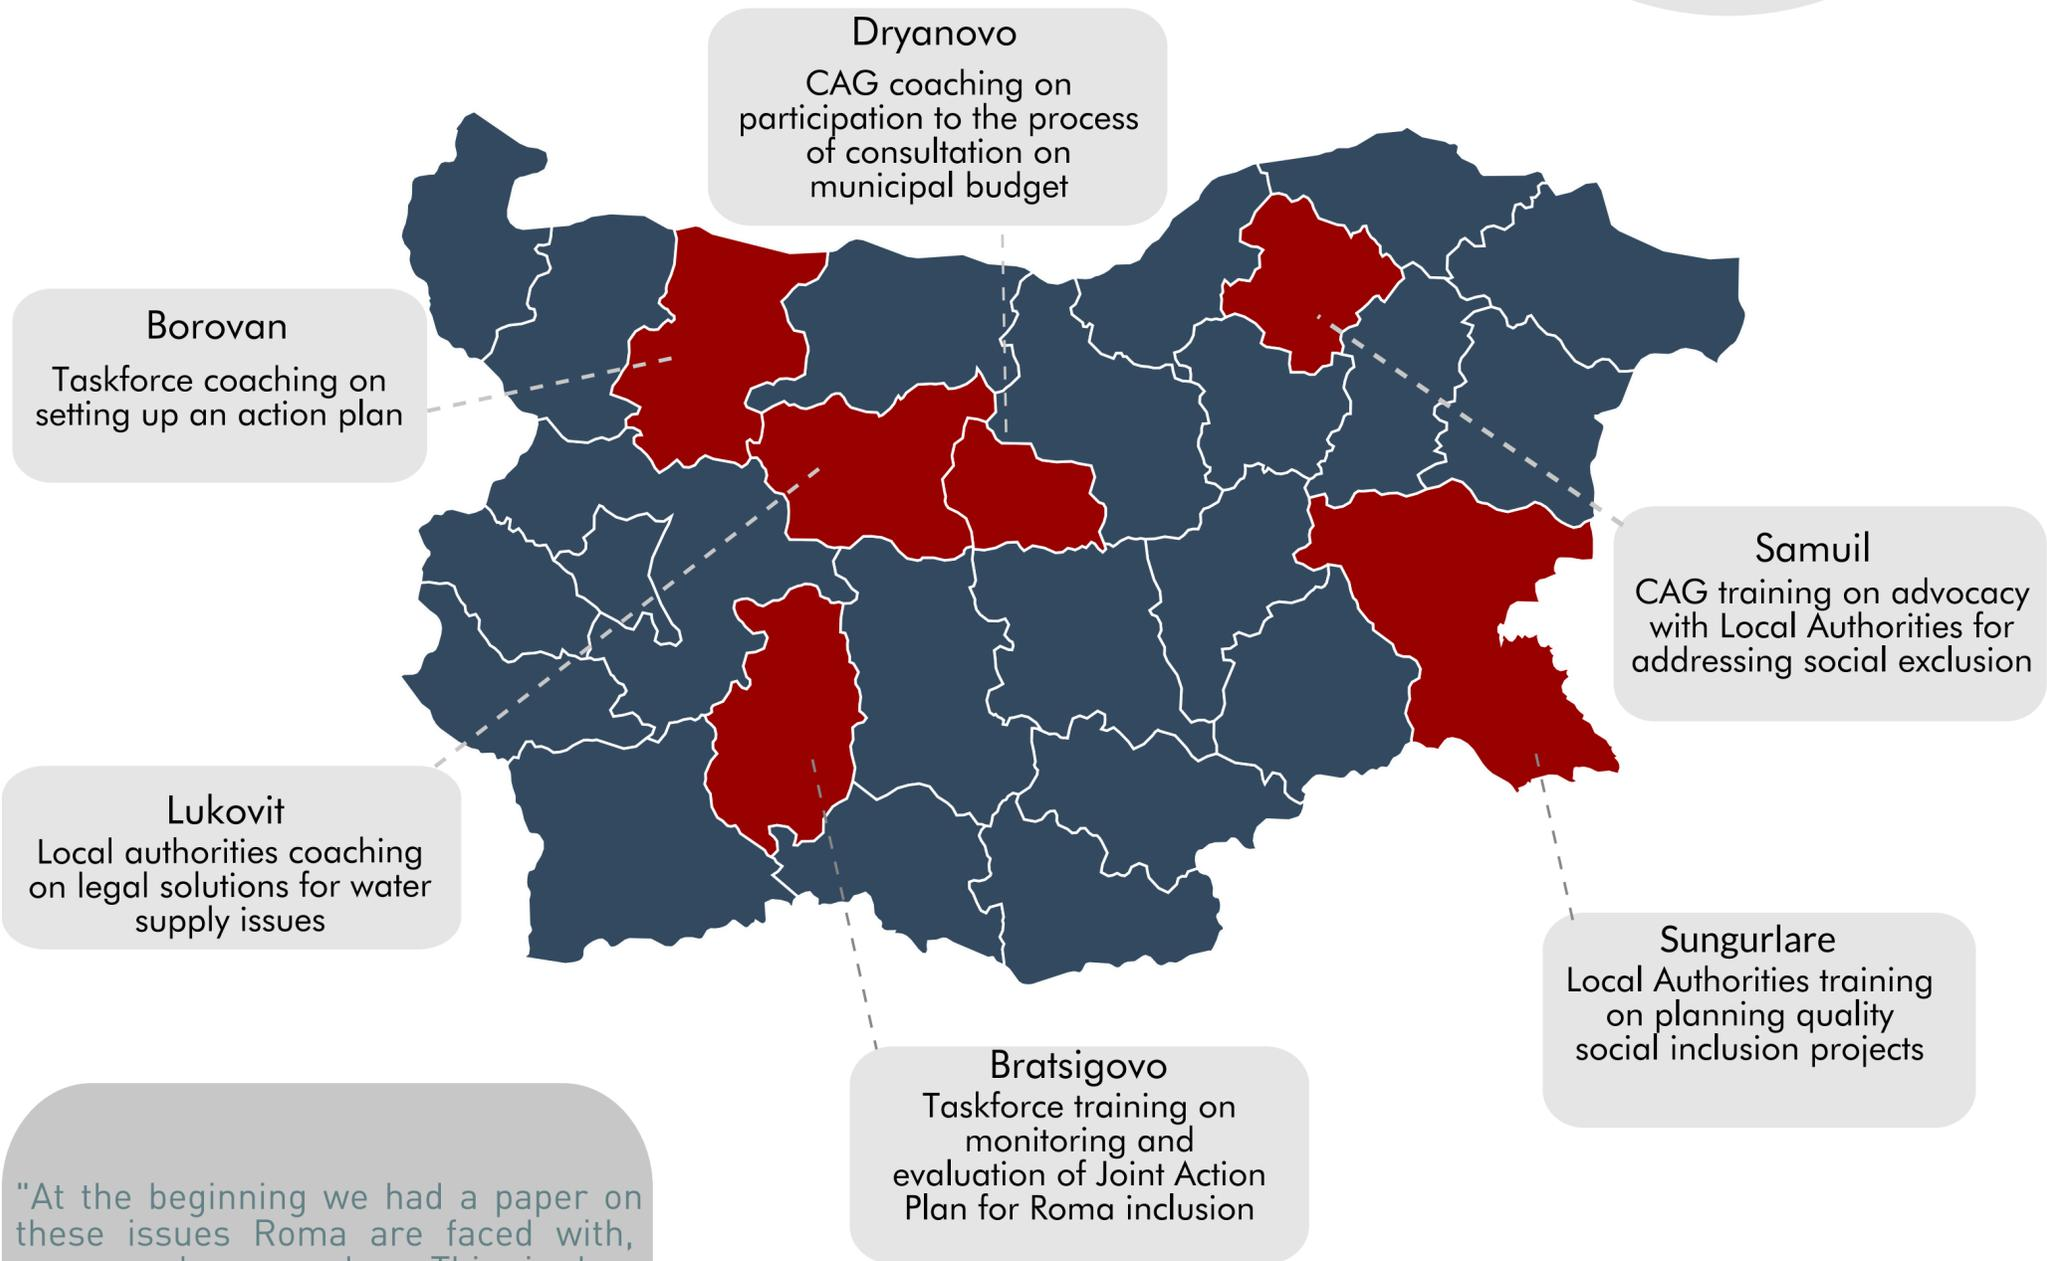 Dryanovo
CAG coaching on
participation to the process
of consultation on
municipal budget
Borovan
Taskforce coaching on
setting up an action plan
Samuil
CAG training on advocacy
with Local Authorities for
addressing social exclusion
Lukovit
Local authorities coaching
on legal solutions for water
supply issues
Sungurlare
Local Authorities training
on planning quality
social inclusion projects
Bratsigovo
Taskforce training on
monitoring and
evaluation of Joint Action
Plan for Roma inclusion
"At the beginning we had a paper on
these issues Roma are faced with,